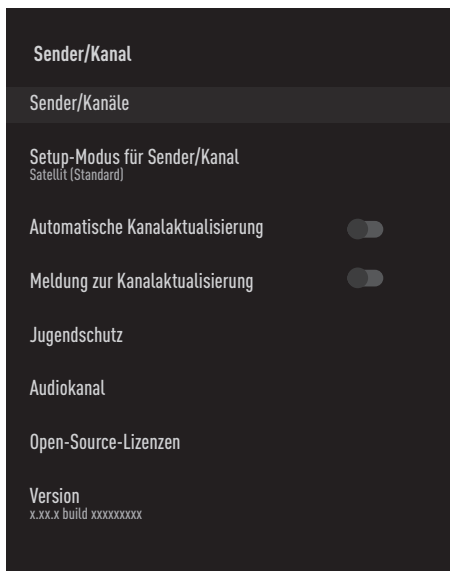 Sender/Kanal
Sender/Kanäle
Setup-Modus für Sender/Kanal
Satellit (Standard)
Automatische Kanalaktualisierung
Meldung zur Kanalaktualisierung
Jugendschutz
Audiokanal
Open-Source-Lizenzen
Version
x.xx.x build xxxxxxxxx